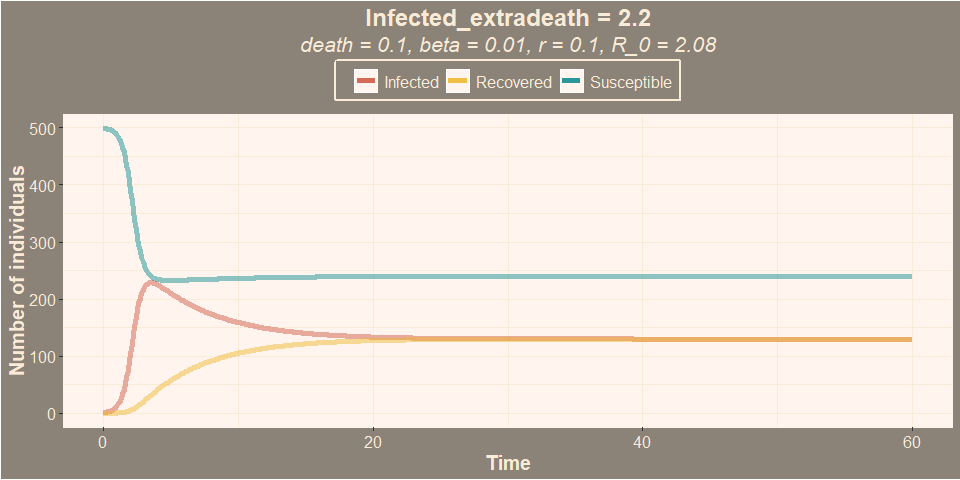 Infected_extradeath = 2.2
death = 0.1, beta = 0.01, r = 0.1, R_0 = 2.08
Infected Recovered Susceptible
Number of individuals
500
400
300
200
100
0
0 20 40 60
Time